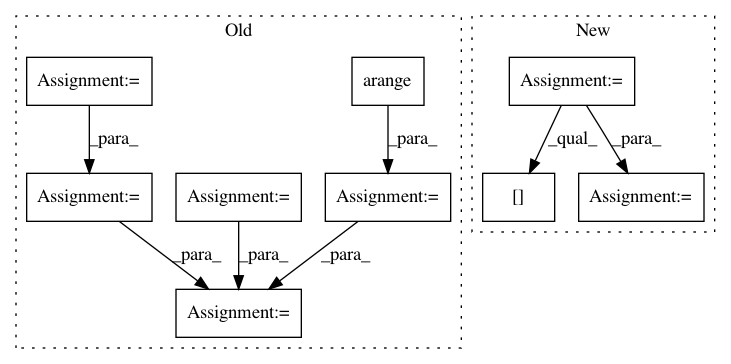 Old
New
Assignment:=
arange
Assignment:=
_para_
_para_
_qual_
_para_
Assignment:=
Assignment:=
Assignment:=
[]
Assignment:=
_para_
_para_
_para_
Assignment:=